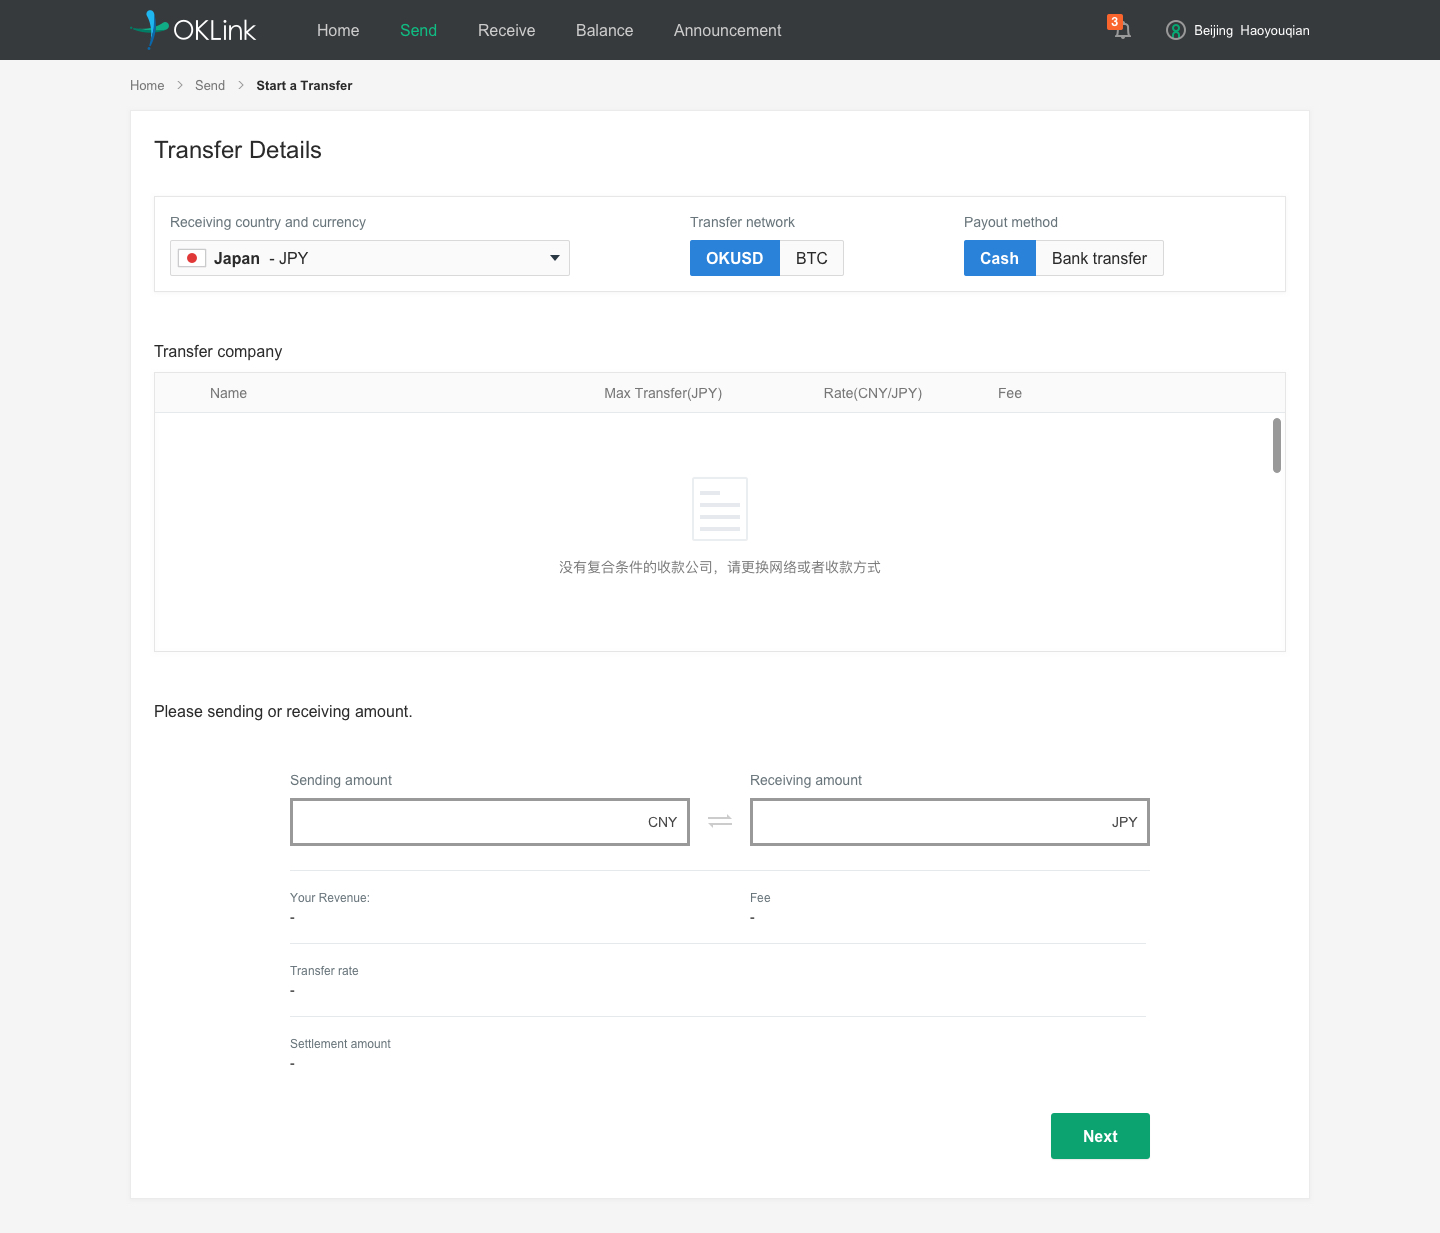 OKLink Home Send Receive Balance Announcement 3 Beijing Haoyouqian
Home > Send > Start a Transfer
Transfer Details
Receiving country and currency Transfer network Payout method
Japan - JPY OKUSD BTC Cash Bank transfer
Transfer company
Name Max Transfer(JPY) Rate(CNY/JPY) Fee
没有复合条件的收款公司，请更换网络或者收款方式
Please sending or receiving amount.
Sending amount Receiving amount
CNY JPY
Your Revenue: Fee
- -
Transfer rate
-
Settlement amount
-
Next